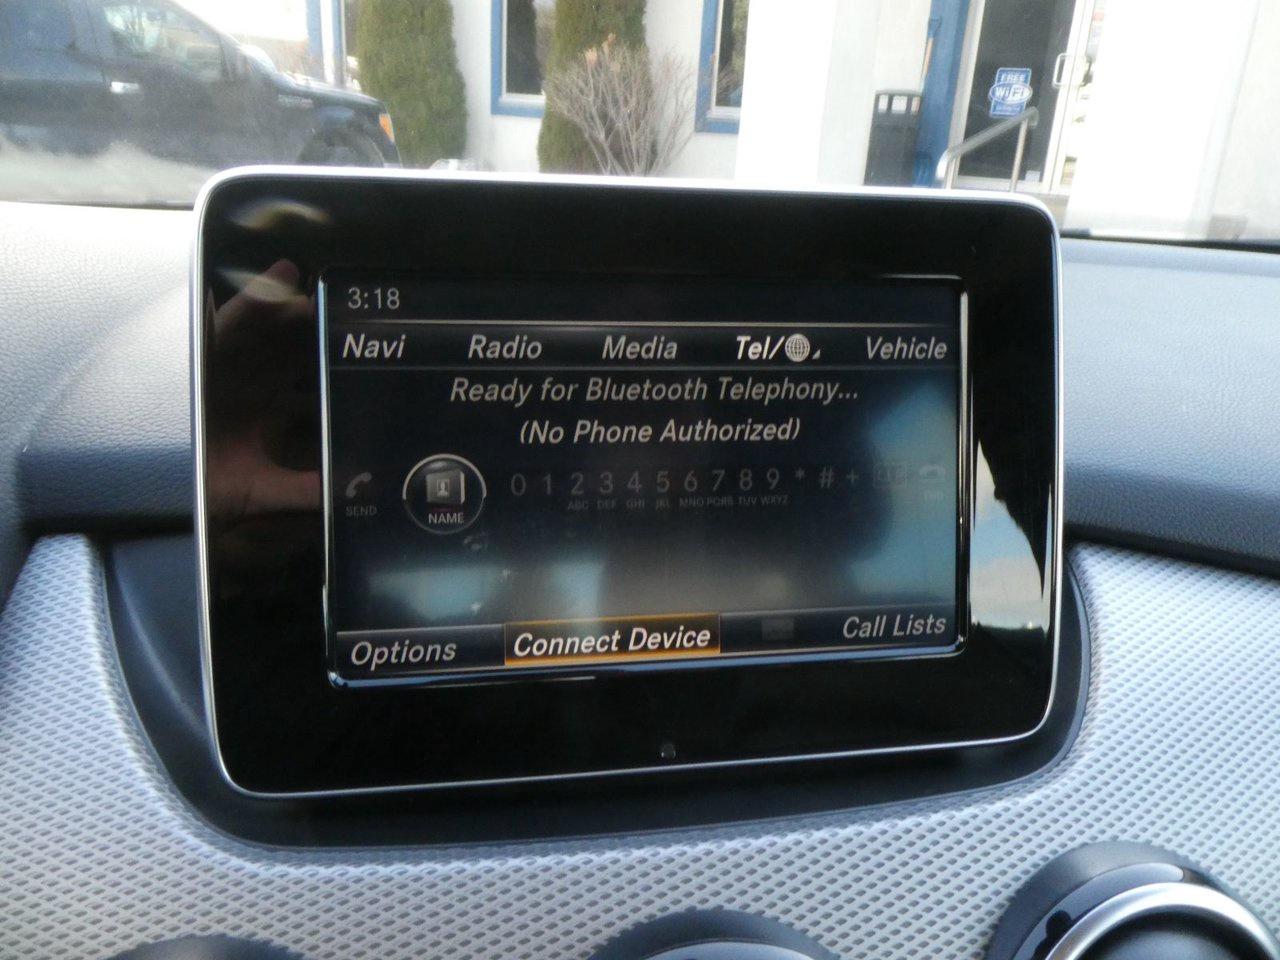 FREE
WiFi
3:18
Navi Radio Media Tel/ Vehicle
Ready for Bluetooth Telephony...
(No Phone Authorized)
0 1 2 3 4 5 6 7 8 9 * # +
SEND NAME ABC DEF GHI JKL MNO PQRS TUV WXYZ END
Options Connect Device Call Lists